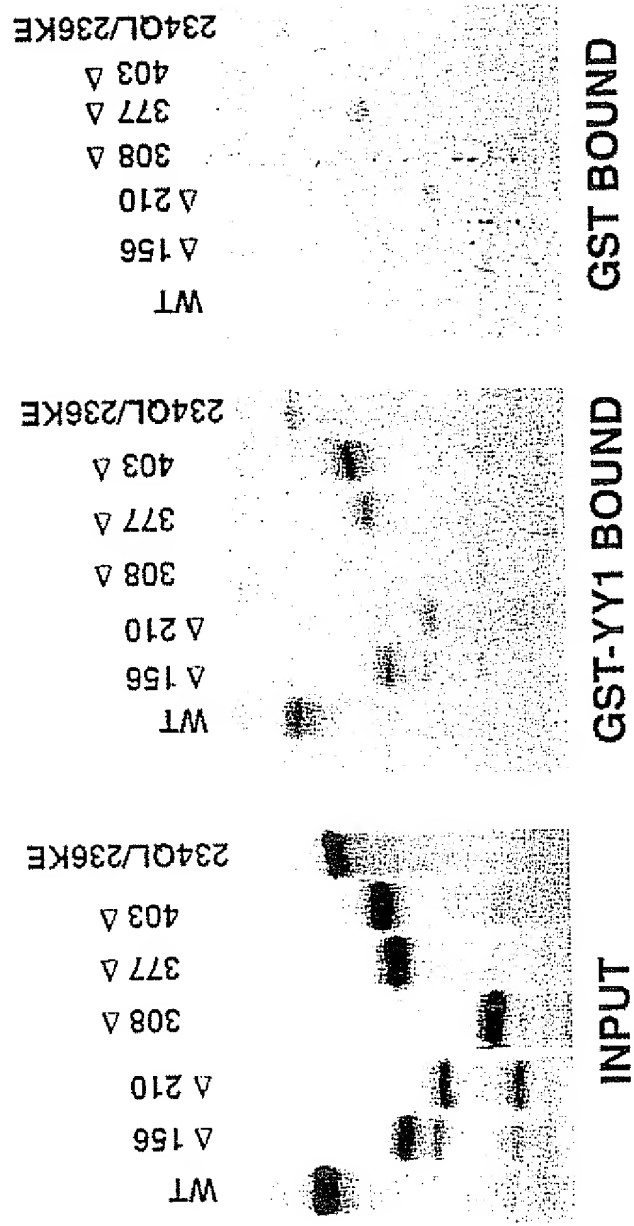 WT
Δ 156
Δ 210
308 Δ
377 Δ
403 Δ
234QL/236KE
INPUT
WT
Δ 156
Δ 210
308 Δ
377 Δ
403 Δ
234QL/236KE
GST-YY1 BOUND
WT
Δ 156
Δ 210
308 Δ
377 Δ
403 Δ
234QL/236KE
GST BOUND